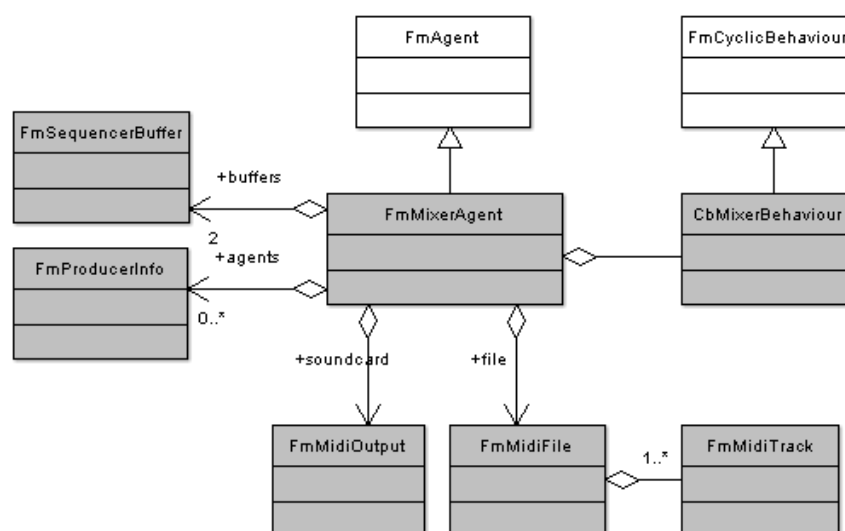 FmAgent
FmCyclicBehaviour
FmSequencerBuffer
+buffers
2
FmMixerAgent
CbMixerBehaviour
+agents
FmProducerInfo
0..*
+soundcard
+file
FmMidiOutput
FmMidiFile
1..*
FmMidiTrack